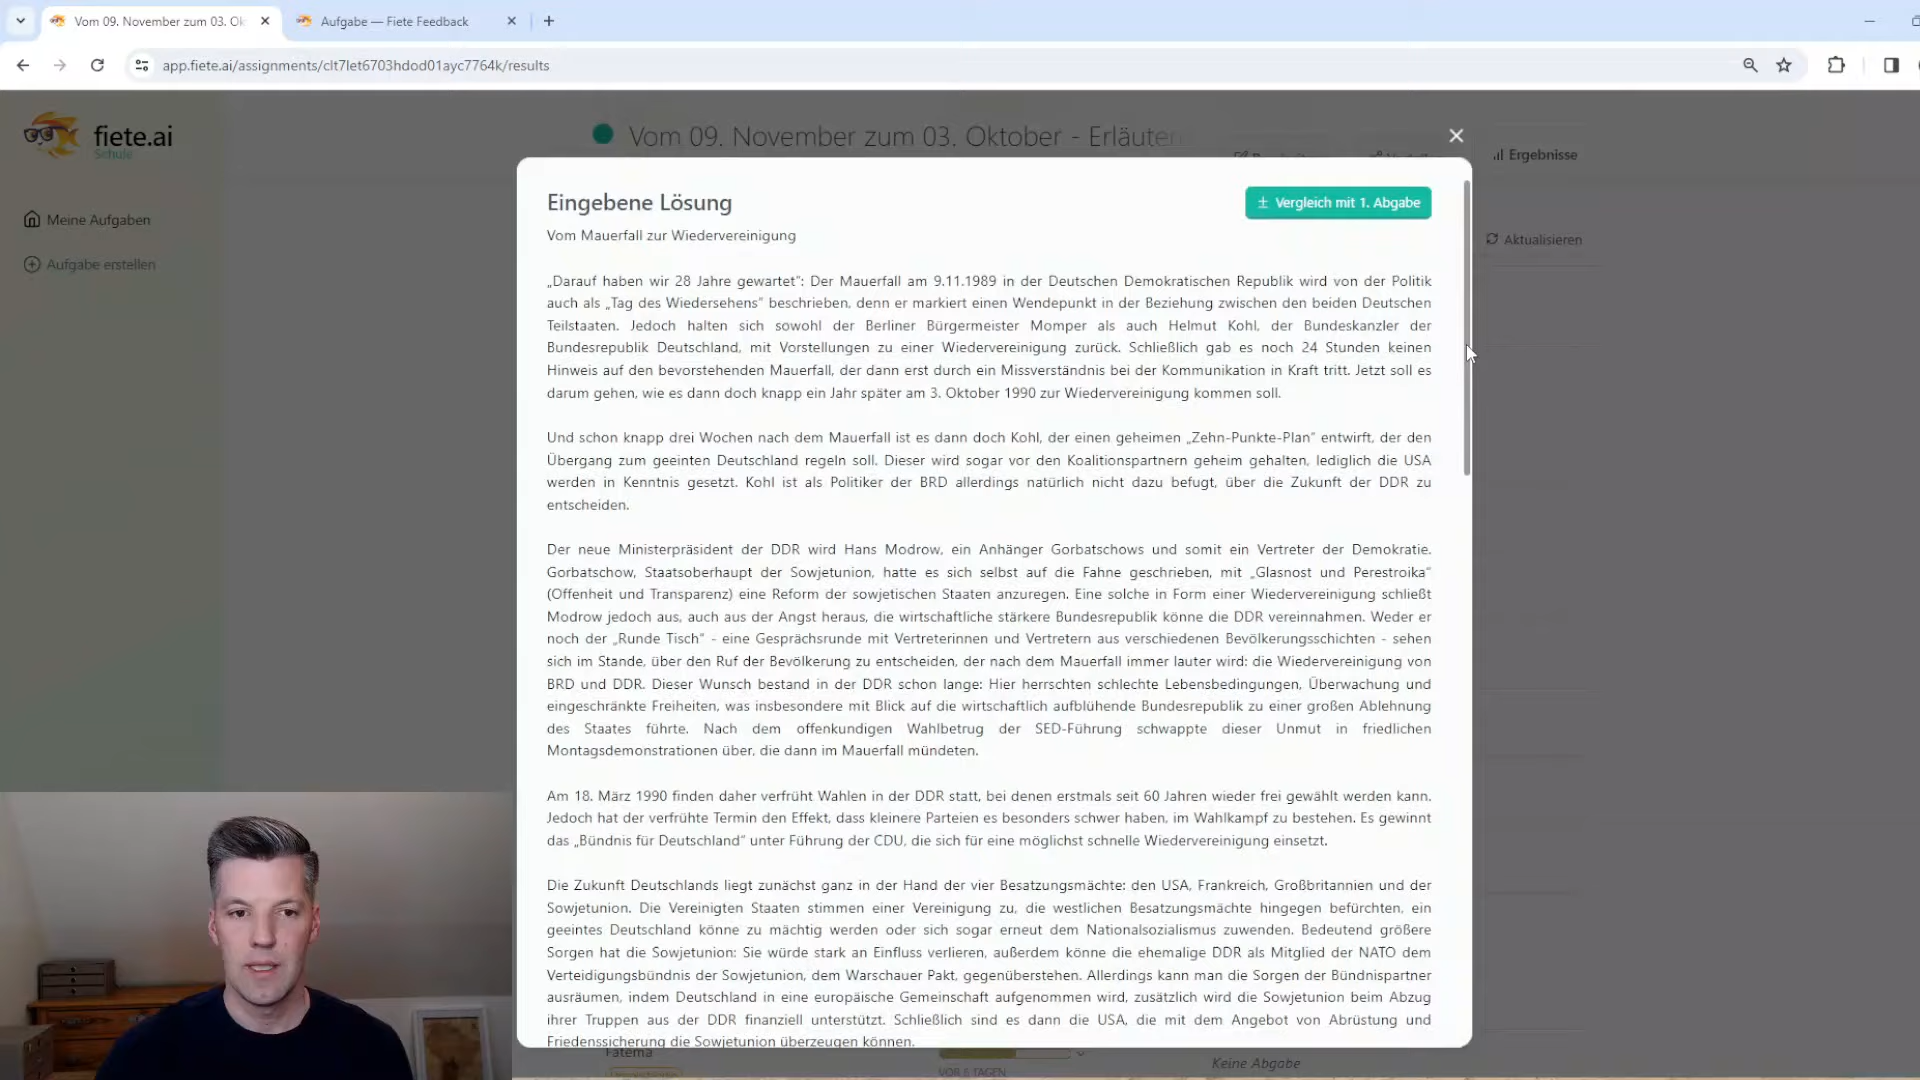 Vom 09. November zum 03. Ok
Aufgabe — Fiete Feedback
app.fiete.ai/assignments/clt7let6703hdod01ayc7764k/results
fiete.ai
Schule
Meine Aufgaben
Aufgabe erstellen
Vom 09. November zum 03. Oktober - Erläuter
Ergebnisse
Aktualisieren
Eingebene Lösung
± Vergleich mit 1. Abgabe
Vom Mauerfall zur Wiedervereinigung
„Darauf haben wir 28 Jahre gewartet“: Der Mauerfall am 9.11.1989 in der Deutschen Demokratischen Republik wird von der Politik
auch als „Tag des Wiedersehens“ beschrieben, denn er markiert einen Wendepunkt in der Beziehung zwischen den beiden Deutschen
Teilstaaten. Jedoch halten sich sowohl der Berliner Bürgermeister Momper als auch Helmut Kohl, der Bundeskanzler der
Bundesrepublik Deutschland, mit Vorstellungen zu einer Wiedervereinigung zurück. Schließlich gab es noch 24 Stunden keinen
Hinweis auf den bevorstehenden Mauerfall, der dann erst durch ein Missverständnis bei der Kommunikation in Kraft tritt. Jetzt soll es
darum gehen, wie es dann doch knapp ein Jahr später am 3. Oktober 1990 zur Wiedervereinigung kommen soll.
Und schon knapp drei Wochen nach dem Mauerfall ist es dann doch Kohl, der einen geheimen „Zehn-Punkte-Plan“ entwirft, der den
Übergang zum geeinten Deutschland regeln soll. Dieser wird sogar vor den Koalitionspartnern geheim gehalten, lediglich die USA
werden in Kenntnis gesetzt. Kohl ist als Politiker der BRD allerdings natürlich nicht dazu befugt, über die Zukunft der DDR zu
entscheiden.
Der neue Ministerpräsident der DDR wird Hans Modrow, ein Anhänger Gorbatschows und somit ein Vertreter der Demokratie.
Gorbatschow, Staatsoberhaupt der Sowjetunion, hatte es sich selbst auf die Fahne geschrieben, mit „Glasnost und Perestroika“
(Offenheit und Transparenz) eine Reform der sowjetischen Staaten anzuregen. Eine solche in Form einer Wiedervereinigung schließt
Modrow jedoch aus, auch aus der Angst heraus, die wirtschaftliche stärkere Bundesrepublik könne die DDR vereinnahmen. Weder er
noch der „Runde Tisch“ - eine Gesprächsrunde mit Vertreterinnen und Vertretern aus verschiedenen Bevölkerungsschichten - sehen
sich im Stande, über den Ruf der Bevölkerung zu entscheiden, der nach dem Mauerfall immer lauter wird: die Wiedervereinigung von
BRD und DDR. Dieser Wunsch bestand in der DDR schon lange: Hier herrschten schlechte Lebensbedingungen, Überwachung und
eingeschränkte Freiheiten, was insbesondere mit Blick auf die wirtschaftlich aufblühende Bundesrepublik zu einer großen Ablehnung
des Staates führte. Nach dem offenkundigen Wahlbetrug der SED-Führung schwappte dieser Unmut in friedlichen
Montagsdemonstrationen über, die dann im Mauerfall mündeten.
Am 18. März 1990 finden daher verfrüht Wahlen in der DDR statt, bei denen erstmals seit 60 Jahren wieder frei gewählt werden kann.
Jedoch hat der verfrühte Termin den Effekt, dass kleinere Parteien es besonders schwer haben, im Wahlkampf zu bestehen. Es gewinnt
das „Bündnis für Deutschland“ unter Führung der CDU, die sich für eine möglichst schnelle Wiedervereinigung einsetzt.
Die Zukunft Deutschlands liegt zunächst ganz in der Hand der vier Besatzungsmächte: den USA, Frankreich, Großbritannien und der
Sowjetunion. Die Vereinigten Staaten stimmen einer Vereinigung zu, die westlichen Besatzungsmächte hingegen befürchten, ein
geeintes Deutschland könne zu mächtig werden oder sich sogar erneut dem Nationalsozialismus zuwenden. Bedeutend größere
Sorgen hat die Sowjetunion: Sie würde stark an Einfluss verlieren, außerdem könne die ehemalige DDR als Mitglied der NATO dem
Verteidigungsbündnis der Sowjetunion, dem Warschauer Pakt, gegenüberstehen. Allerdings kann man die Sorgen der Bündnispartner
ausräumen, indem Deutschland in eine europäische Gemeinschaft aufgenommen wird, zusätzlich wird die Sowjetunion beim Abzug
ihrer Truppen aus der DDR finanziell unterstützt. Schließlich sind es dann die USA, die mit dem Angebot von Abrüstung und
Friedenssicherung die Sowjetunion überzeugen können.
Fatema
VOR 6 TAGEN
Keine Abgabe